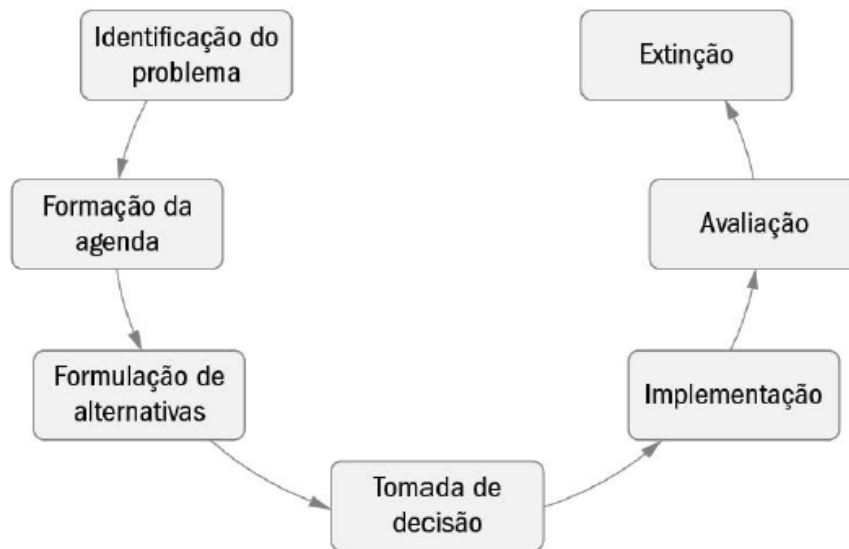 Identificação do
problema
Formação da
agenda
Formulação de
alternativas
Tomada de
decisão
Implementação
Avaliação
Extinção